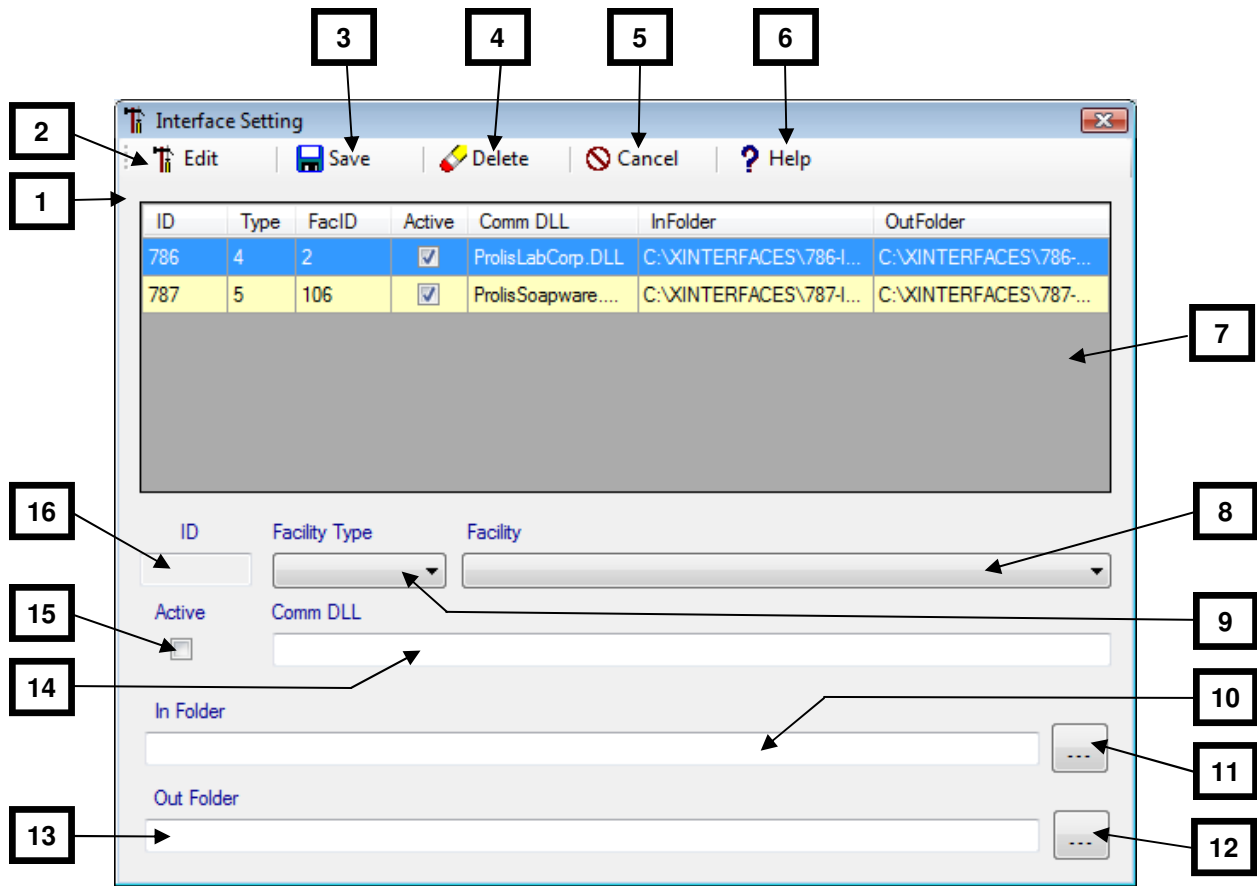 3 4 5 6
Interface Setting
2
Edit Save Delete Cancel ? Help
1
ID Type FacID Active Comm DLL InFolder OutFolder
786 4 2 ProlisLabCorp.DLL C:\XINTERFACES\786-I... C:\XINTERFACES\786-...
787 5 106 ProlisSoapware.... C:\XINTERFACES\787-I... C:\XINTERFACES\787-...
7
16
8
ID Facility Type Facility
15
Active Comm DLL
9
14
10
In Folder
...
11
Out Folder
13
...
12